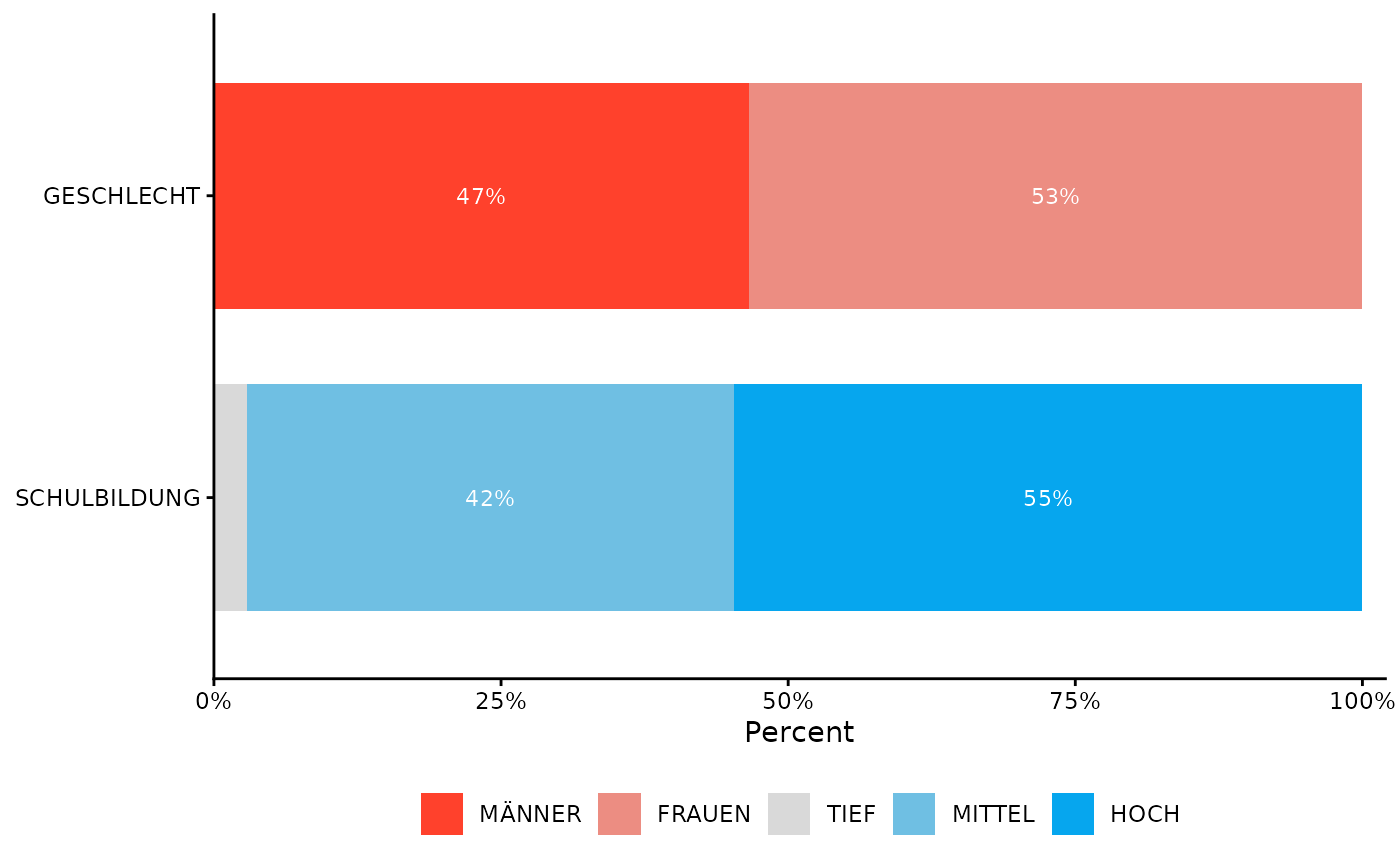 GESCHLECHT
47% 53%
SCHULBILDUNG
42% 55%
0% 25% 50% 75% 100%
Percent
MÄNNER FRAUEN TIEF MITTEL HOCH